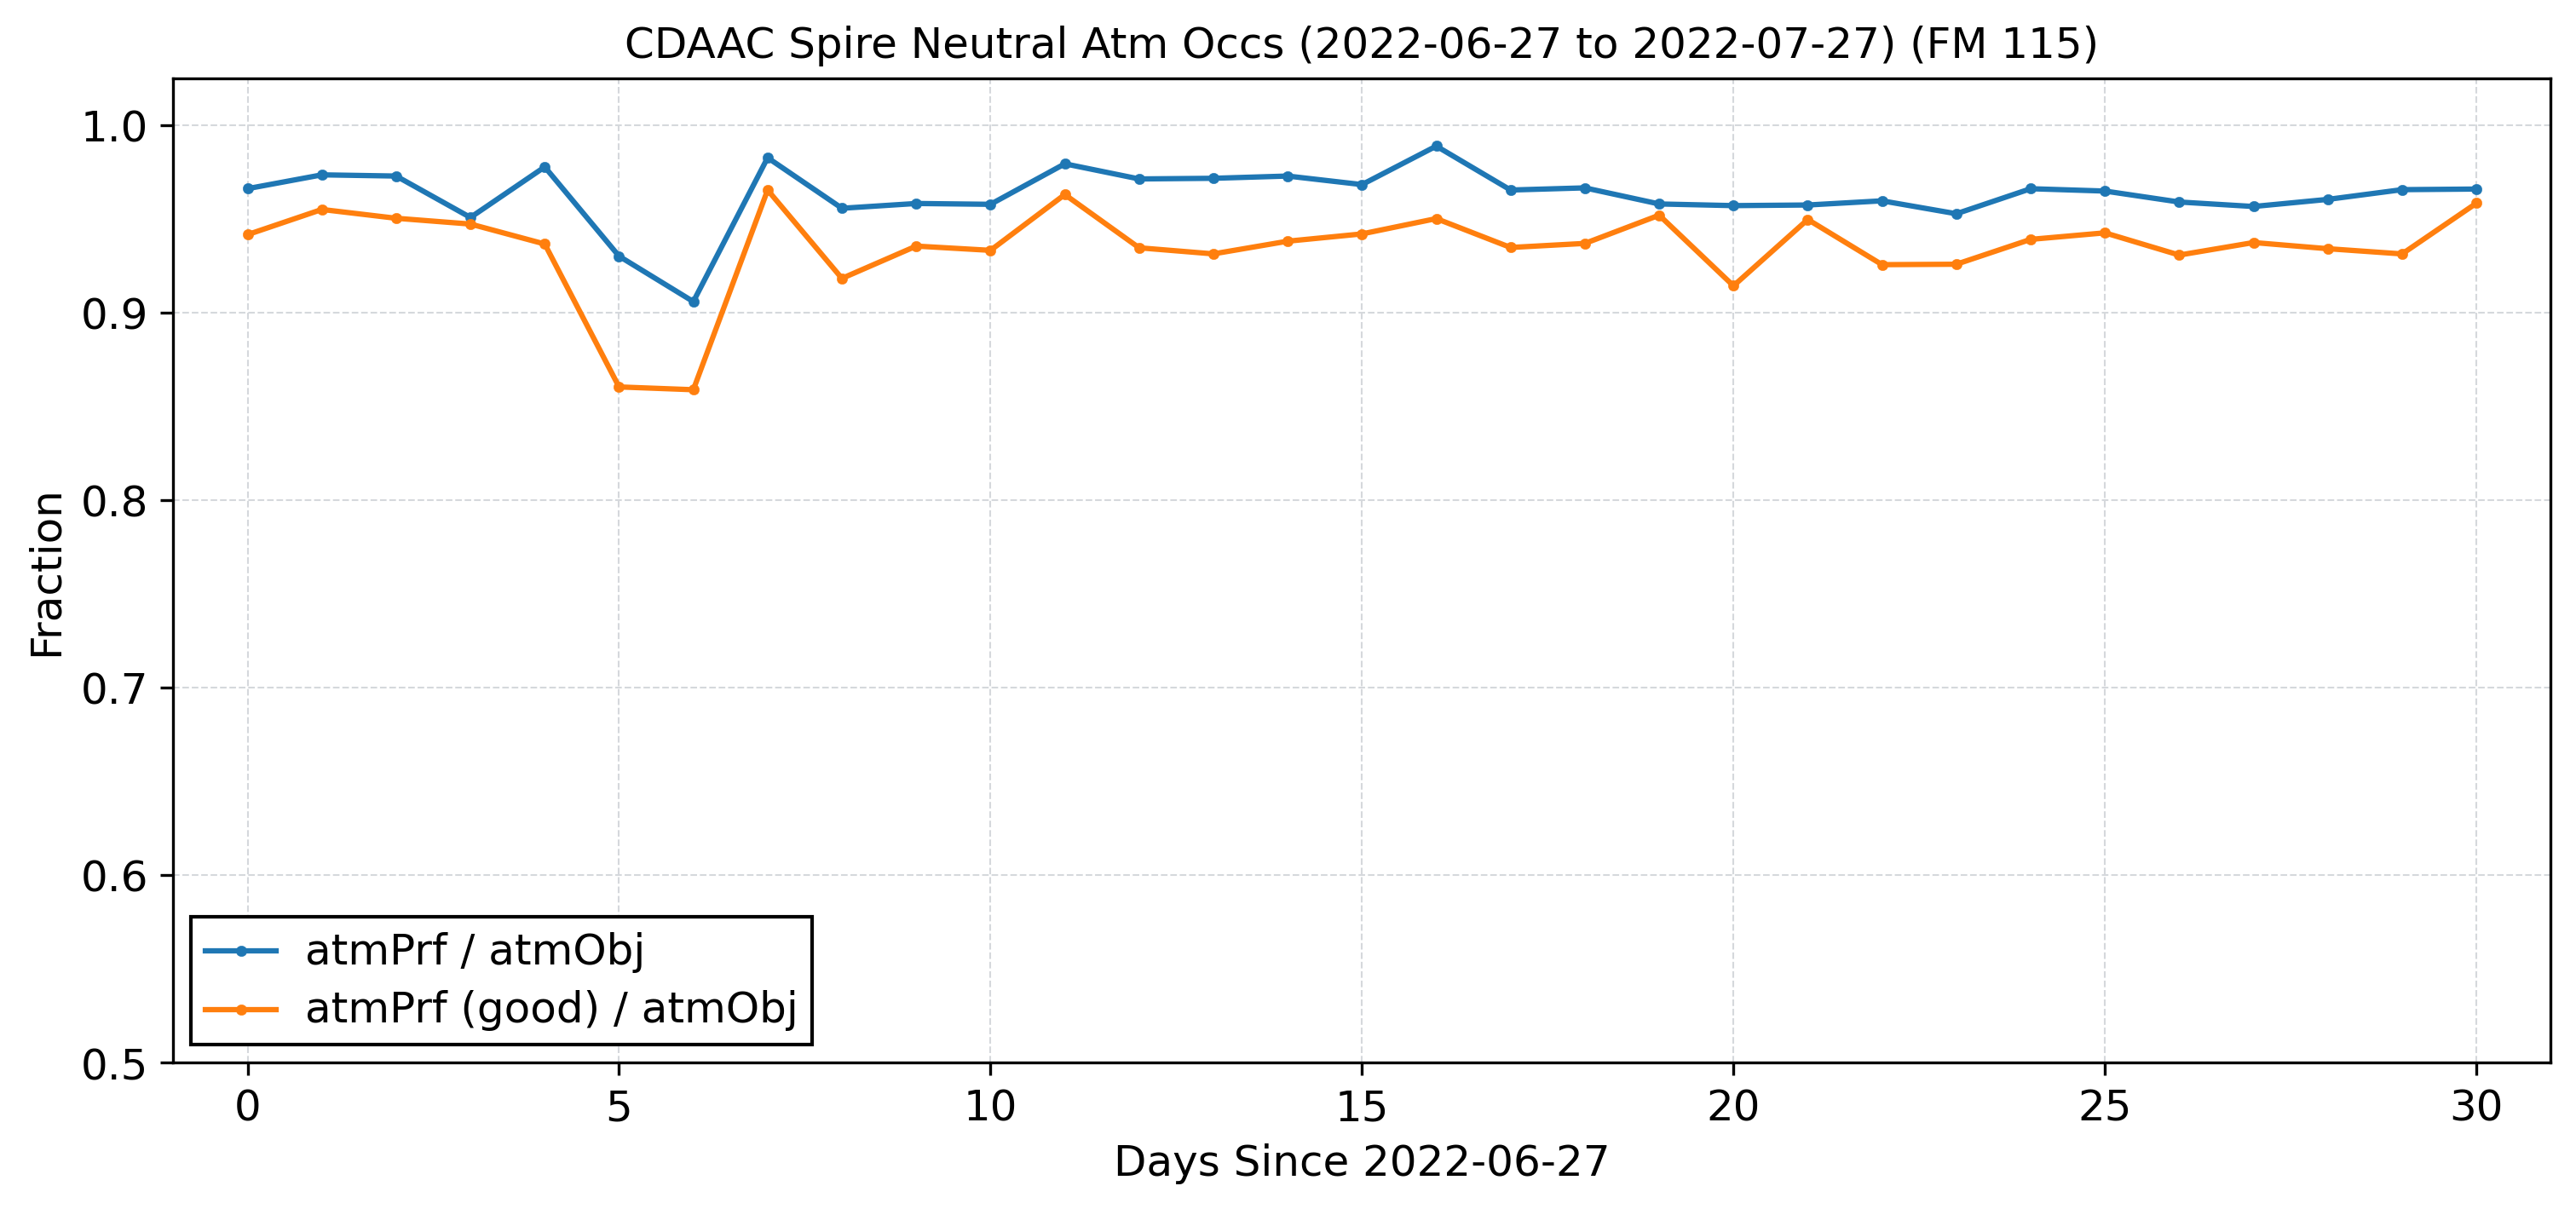 CDAAC Spire Neutral Atm Occs (2022-06-27 to 2022-07-27) (FM 115)
1.0
0.9
0.8
0.7
0.6
0.5
Fraction
atmPrf / atmObj
atmPrf (good) / atmObj
0 5 10 15 20 25 30
Days Since 2022-06-27